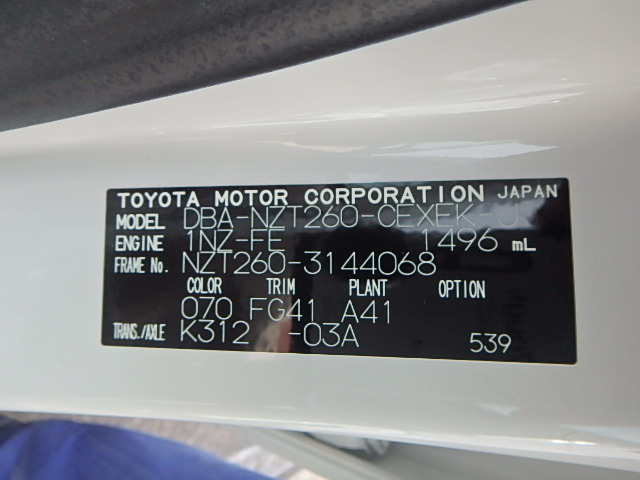 TOYOTA MOTOR CORPORATION JAPAN
MODEL DBA-NZT260-CEXEK-J
ENGINE 1NZ-FE 1496 mL
FRAME No. NZT260-3144068
COLOR TRIM PLANT OPTION
070 FG41 A41
TRANS./AXLE K312 -03A 539